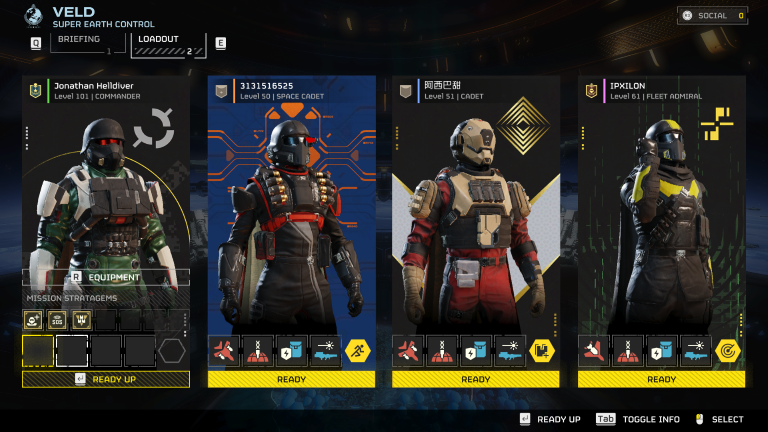 VELD
SUPER EARTH CONTROL
SOCIAL 0
Q BRIEFING 1 LOADOUT 2 E
Jonathan Helldiver
Level 101 | COMMANDER
3131516525
Level 50 | SPACE CADET
阿西巴甜
Level 51 | CADET
IPXILON
Level 61 | FLEET ADMIRAL
R EQUIPMENT
MISSION STRATAGEMS
SOS
READY UP
READY
READY
READY
READY UP Tab TOGGLE INFO SELECT